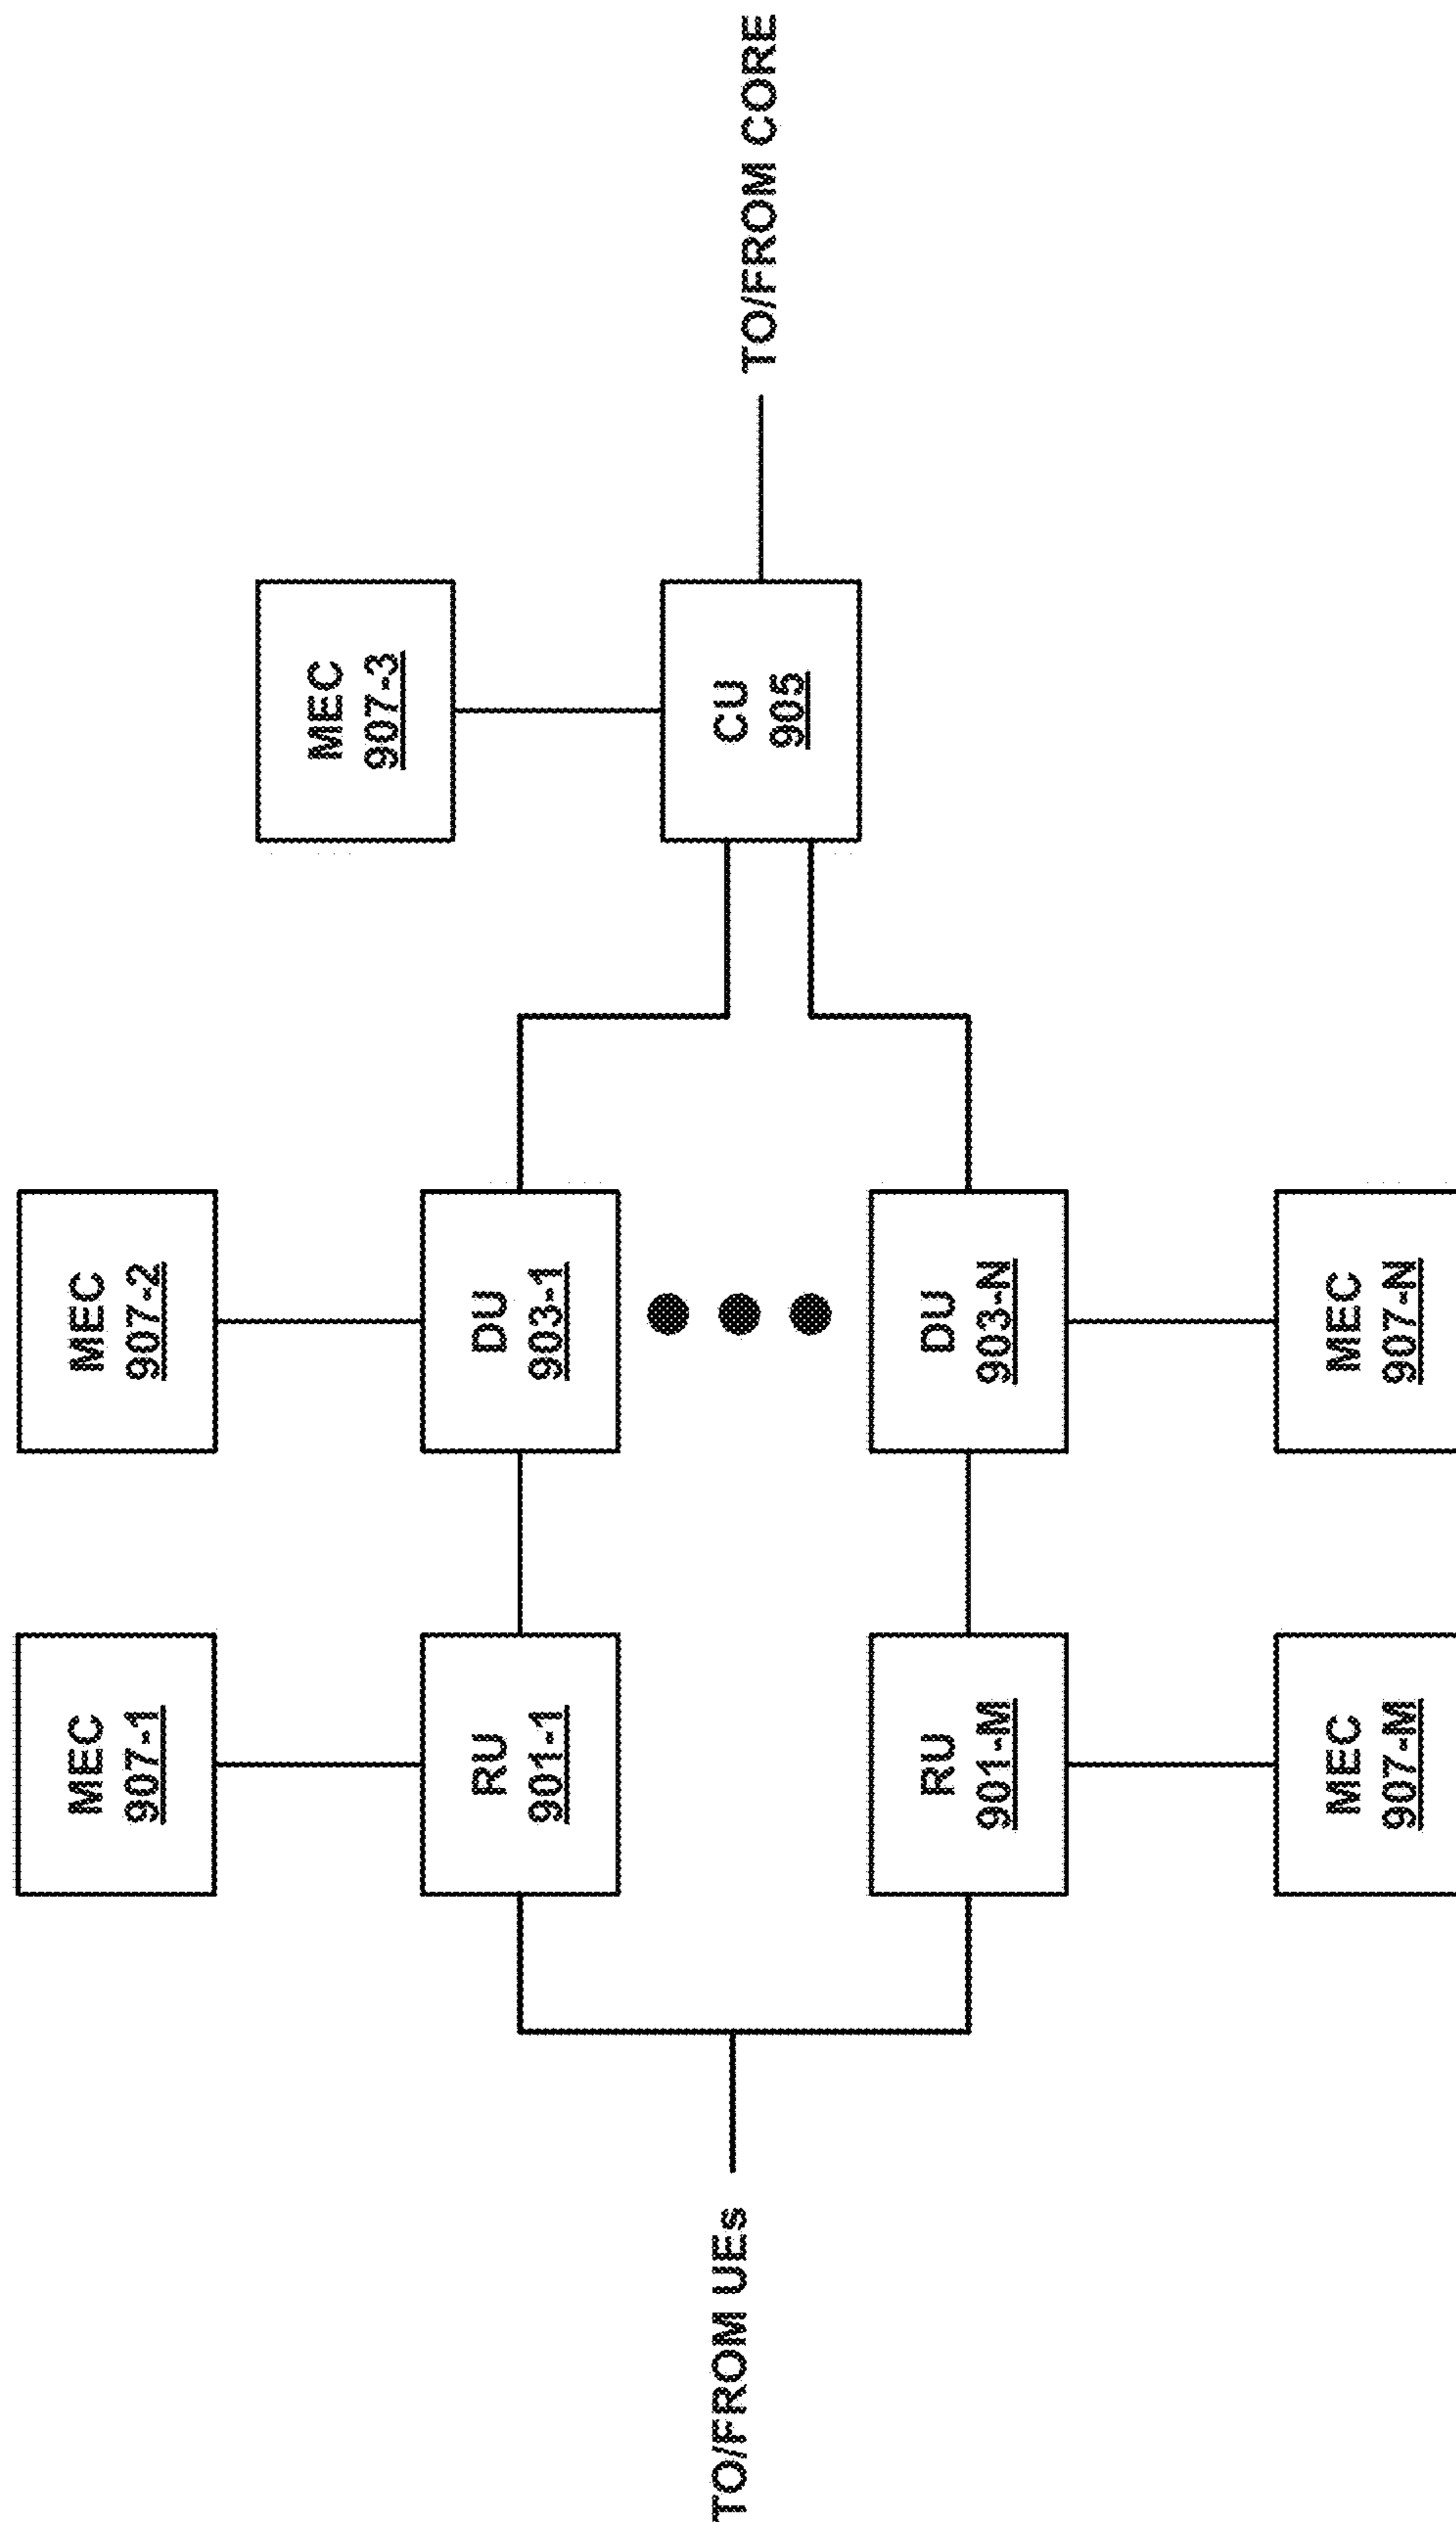 MEC
907-1
MEC
907-2
MEC
907-3
RU
901-1
DU
903-1
CU
905
TO/FROM UEs
TO/FROM CORE
RU
901-M
DU
903-N
MEC
907-M
MEC
907-N